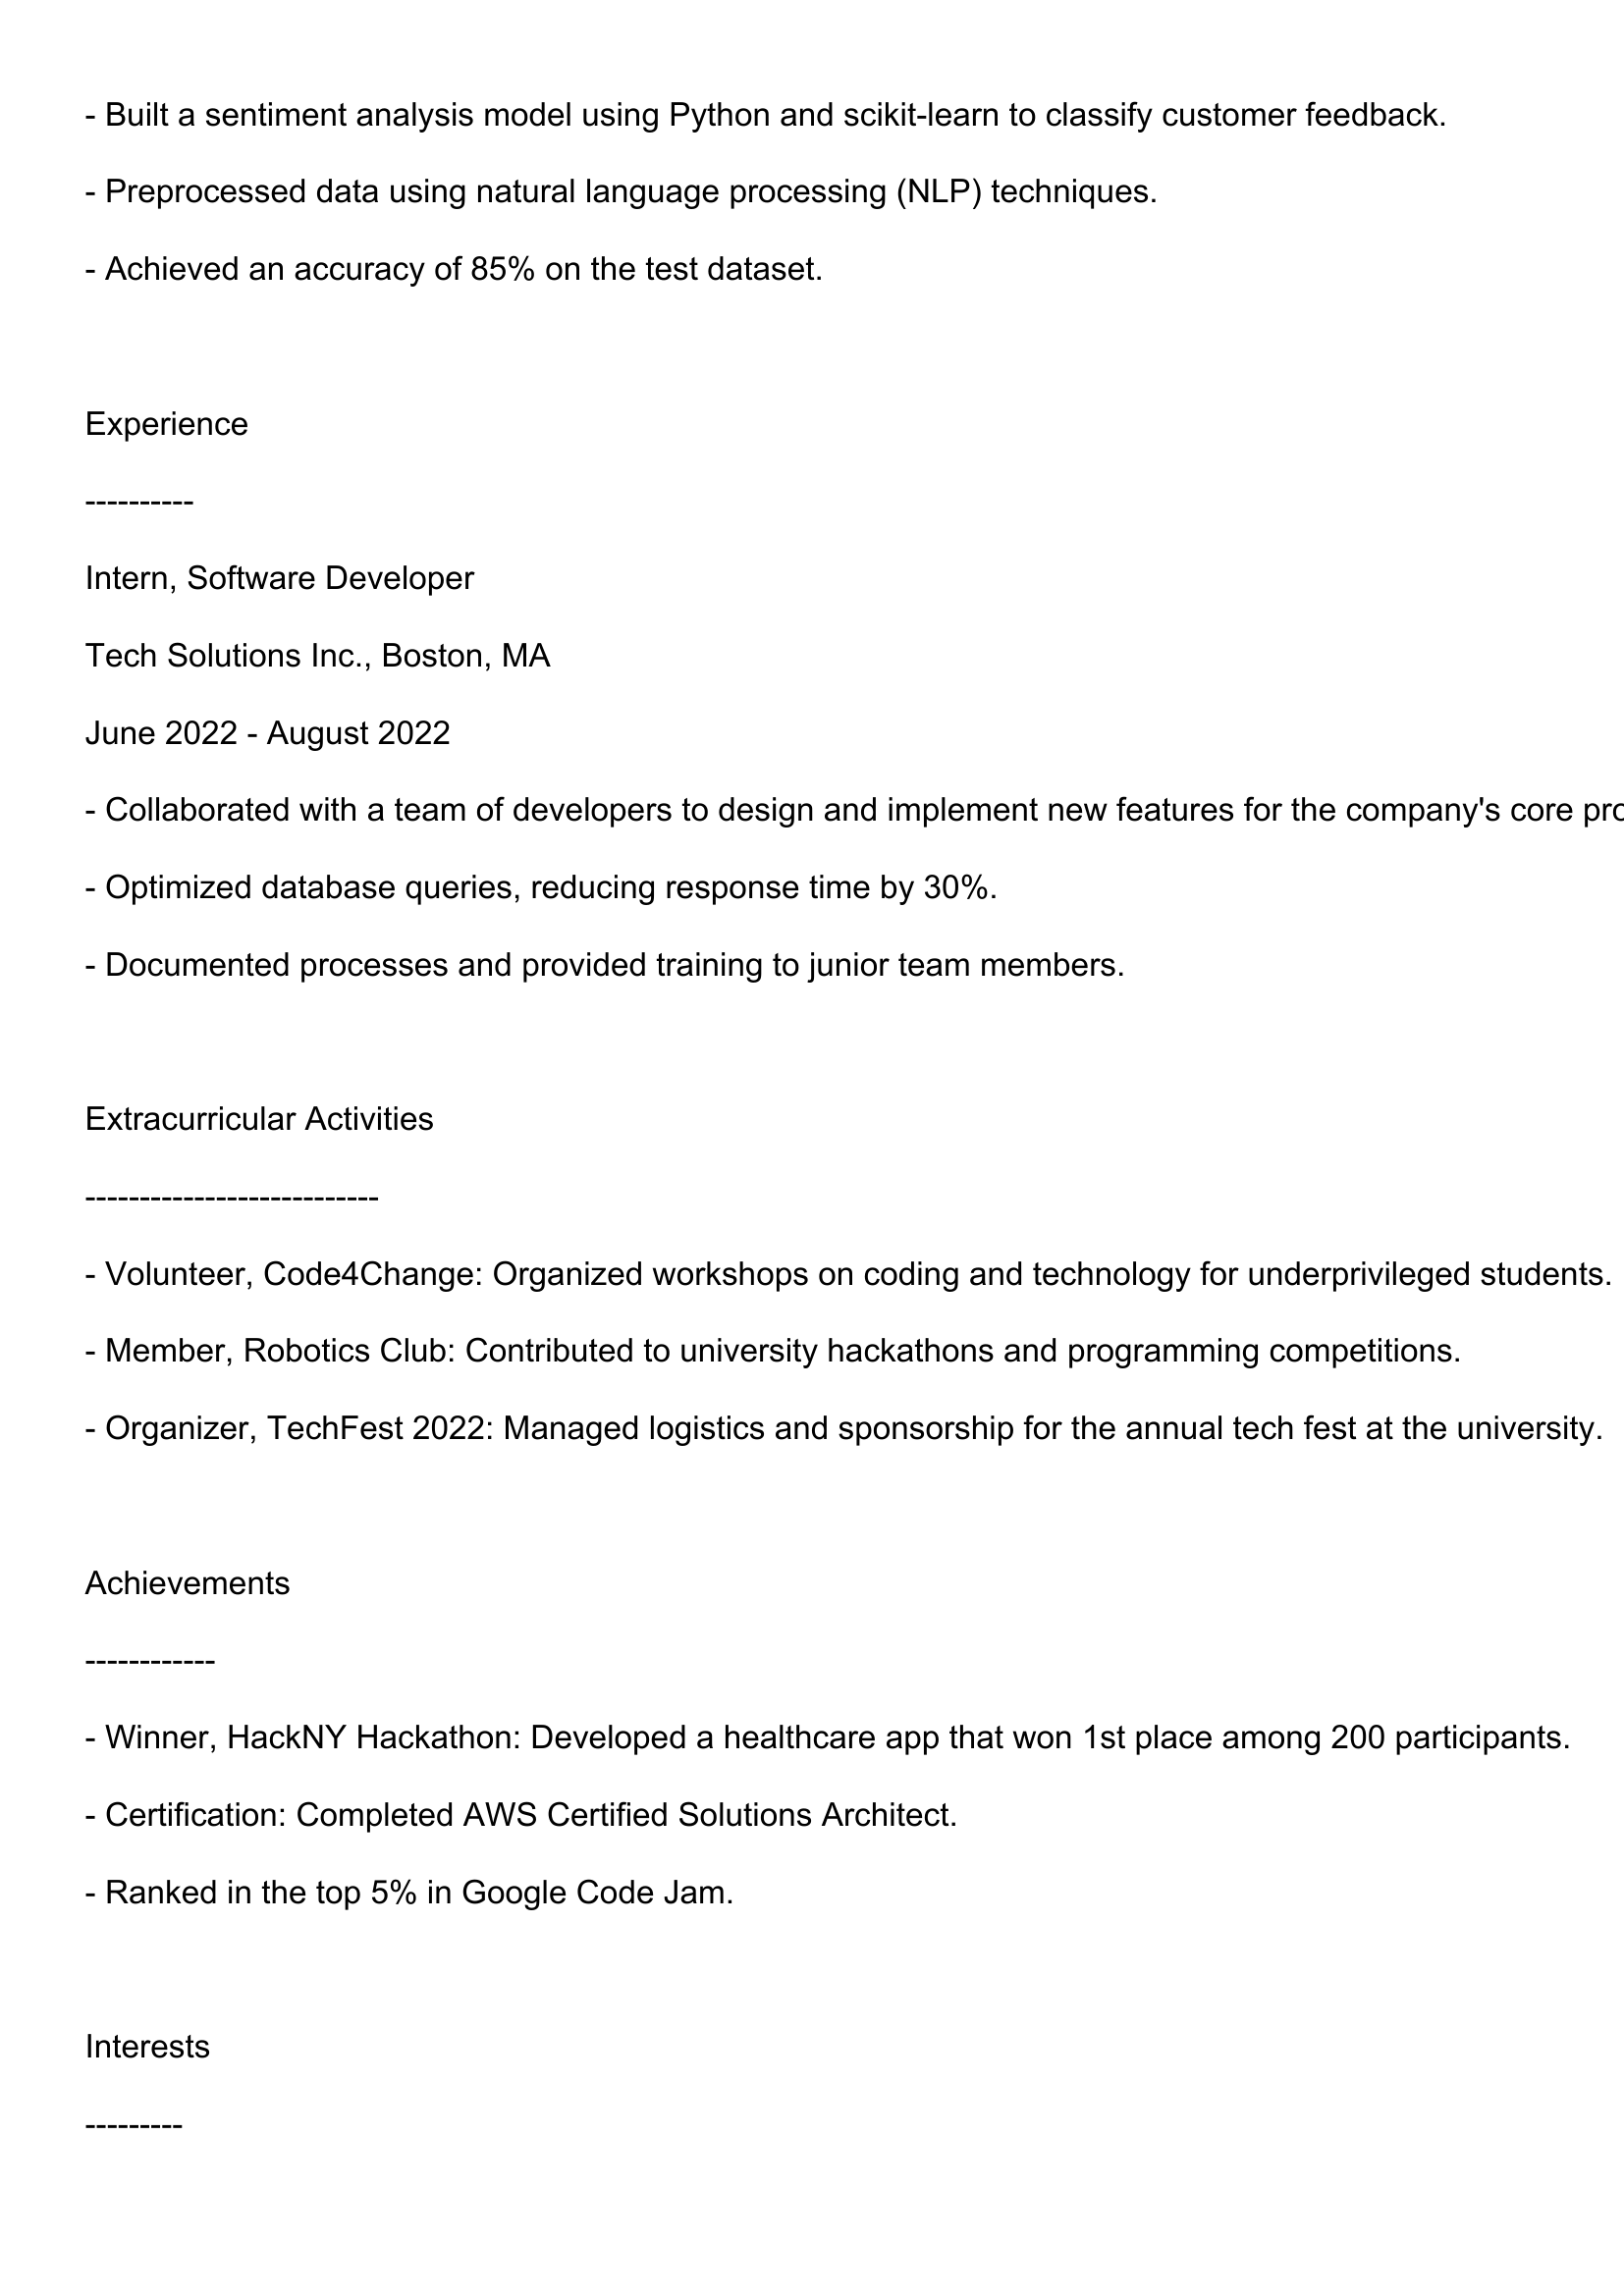 - Built a sentiment analysis model using Python and scikit-learn to classify customer feedback.
- Preprocessed data using natural language processing (NLP) techniques.
- Achieved an accuracy of 85% on the test dataset.
Experience
----------
Intern, Software Developer
Tech Solutions Inc., Boston, MA
June 2022 - August 2022
- Collaborated with a team of developers to design and implement new features for the company's core
- Optimized database queries, reducing response time by 30%.
- Documented processes and provided training to junior team members.
Extracurricular Activities
---------------------------
- Volunteer, Code4Change: Organized workshops on coding and technology for underprivileged students.
- Member, Robotics Club: Contributed to university hackathons and programming competitions.
- Organizer, TechFest 2022: Managed logistics and sponsorship for the annual tech fest at the university.
Achievements
------------
- Winner, HackNY Hackathon: Developed a healthcare app that won 1st place among 200 participants.
- Certification: Completed AWS Certified Solutions Architect.
- Ranked in the top 5% in Google Code Jam.
Interests
---------